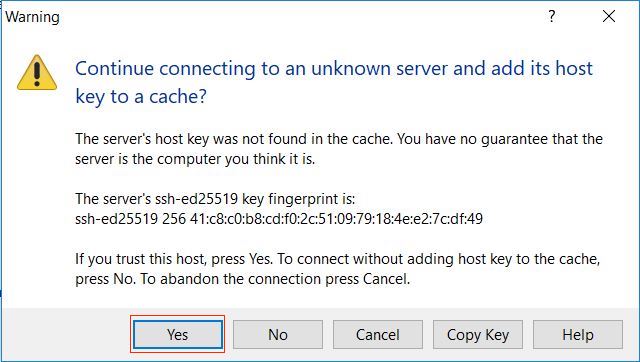 Warning
Continue connecting to an unknown server and add its host
key to a cache?
The server's host key was not found in the cache. You have no guarantee that the
server is the computer you think it is.
The server's ssh-ed25519 key fingerprint is:
ssh-ed25519 256 41:c8:c0:b8:cd:f0:2c:51:09:79:18:4e:e2:7c:df:49
If you trust this host, press Yes. To connect without adding host key to the cache,
press No. To abandon the connection press Cancel.
Yes No Cancel Copy Key Help